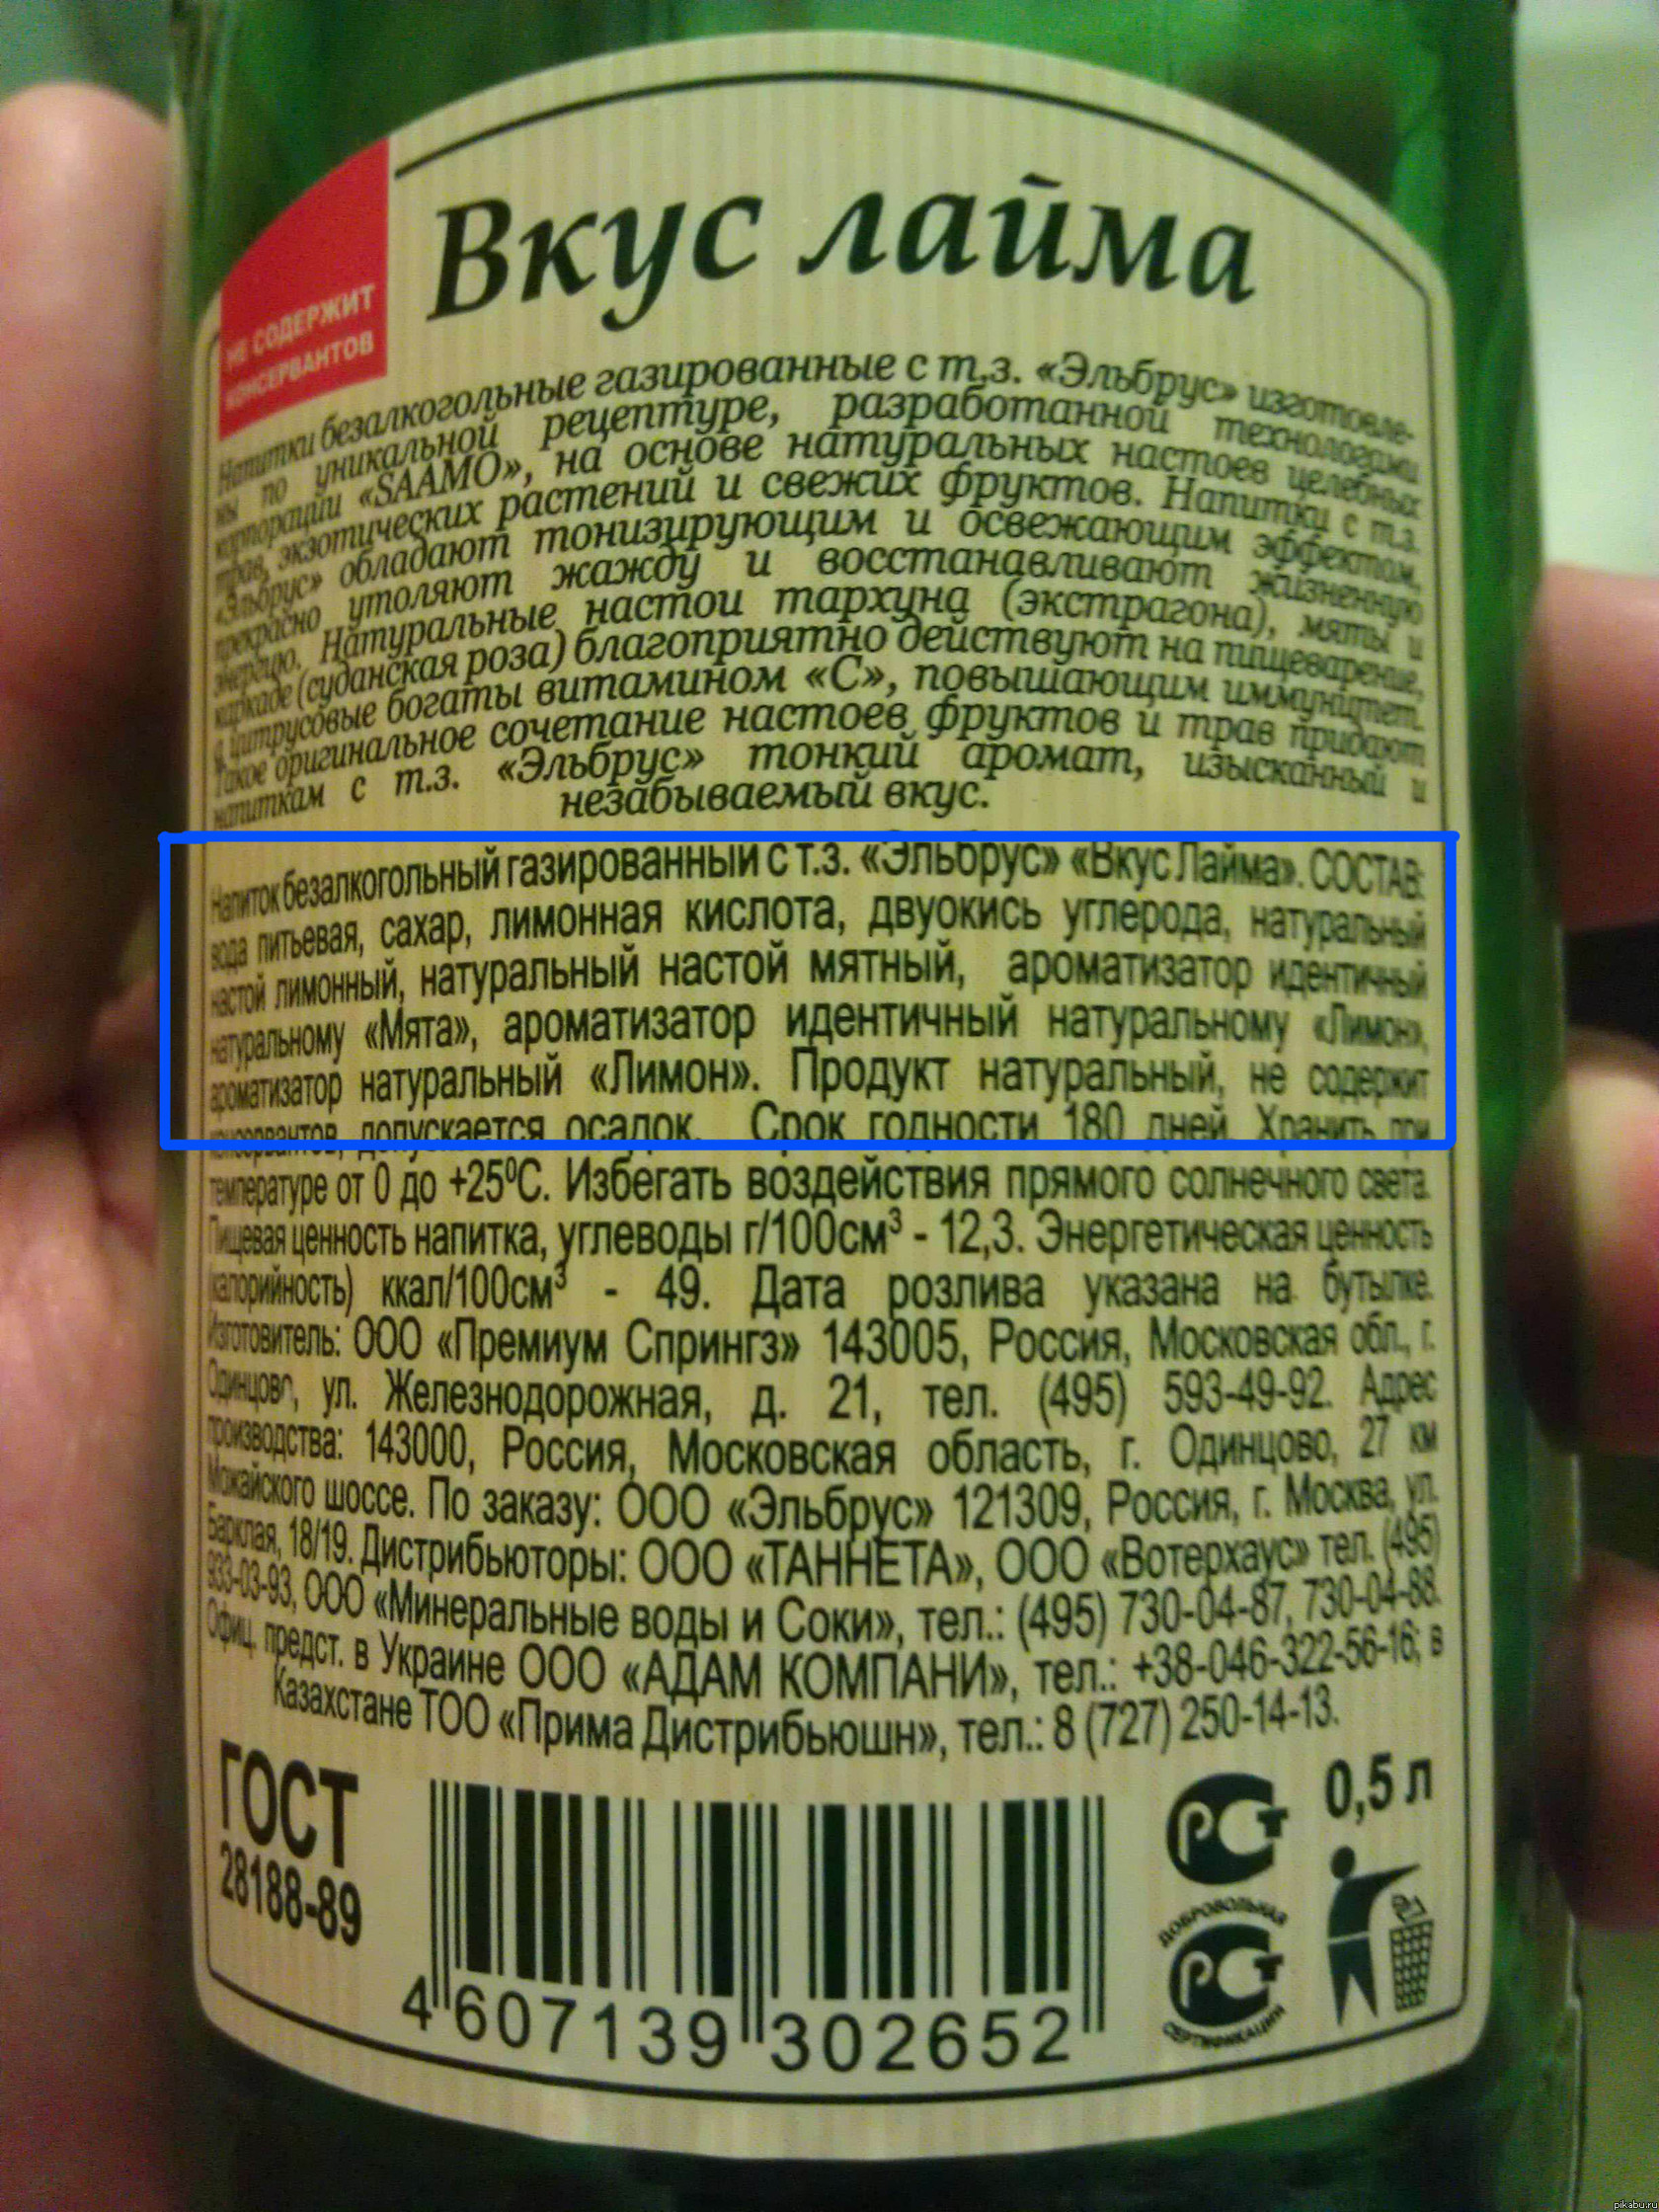 Вкус лайма
НЕ СОДЕРЖИТ
КОНСЕРВАНТОВ
Напитки безалкогольные газированные с т.з. «Эльбрус» изготовле-
ны по уникальной рецептуре, разработанной технологами
корпорации «SAAMO», на основе натуральных настоев целебных
трав, экзотических растений и свежих фруктов. Напитки с т.з.
«Эльбрус» обладают тонизирующим и освежающим эффектом,
прекрасно утоляют жажду и восстанавливают жизненную
энергию. Натуральные настои тархуна (экстрагона), мяты и
каркаде (суданская роза) благоприятно действуют на пищеварение,
а цитрусовые богаты витамином «С», повышающим иммунитет.
Такое оригинальное сочетание настоев фруктов и трав придают
напиткам с т.з. «Эльбрус» тонкий аромат, изысканный и
незабываемый вкус.
Напиток безалкогольный газированный с т.з. «Эльбрус» «Вкус Лайма». СОСТАВ:
вода питьевая, сахар, лимонная кислота, двуокись углерода, натуральный
настой лимонный, натуральный настой мятный, ароматизатор идентичный
натуральному «Мята», ароматизатор идентичный натуральному «Лимон»,
ароматизатор натуральный «Лимон». Продукт натуральный, не содержит
консервантов, допускается осадок. Срок годности 180 дней. Хранить при
температуре от 0 до +25⁰С. Избегать воздействия прямого солнечного света.
Пищевая ценность напитка, углеводы г/100см³ - 12,3. Энергетическая ценность
(калорийность) ккал/100см³ - 49. Дата розлива указана на бутылке.
Изготовитель: ООО «Премиум Спрингз» 143005, Россия, Московская обл., г.
Одинцово, ул. Железнодорожная, д. 21, тел. (495) 593-49-92. Адрес
производства: 143000, Россия, Московская область, г. Одинцово, 27 км
Можайского шоссе. По заказу: ООО «Эльбрус» 121309, Россия, г. Москва, ул.
Барклая, 18/19. Дистрибьюторы: ООО «ТАННЕТА», ООО «Вотерхаус» тел. (495)
933-03-93, ООО «Минеральные воды и Соки», тел.: (495) 730-04-87, 730-04-88.
Офиц. предст. в Украине ООО «АДАМ КОМПАНИ», тел.: +38-046-322-56-16; в
Казахстане ТОО «Прима Дистрибьюшн», тел.: 8 (727) 250-14-13.
ГОСТ
28188-89
4 607139 302652
РСТ
ДОБРОВОЛЬНАЯ
РСТ
СЕРТИФИКАЦИЯ
0,5 л
pikabu.ru